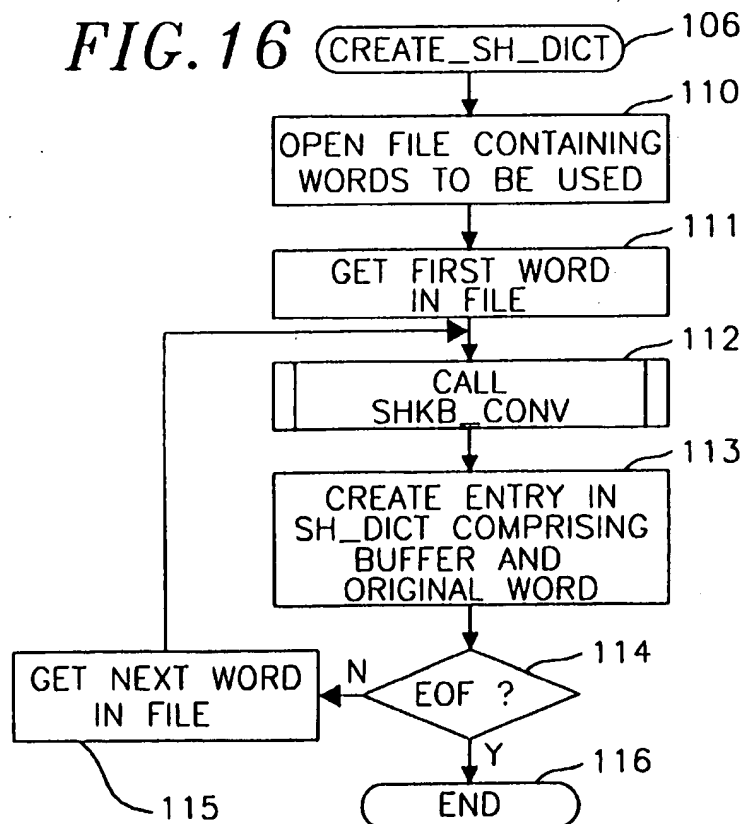 FIG. 16
CREATE_SH_DICT
106
110
OPEN FILE CONTAINING
WORDS TO BE USED
111
GET FIRST WORD
IN FILE
112
CALL
SHKB_CONV
113
CREATE ENTRY IN
SH_DICT COMPRISING
BUFFER AND
ORIGINAL WORD
114
EOF ?
N
GET NEXT WORD
IN FILE
115
Y
116
END